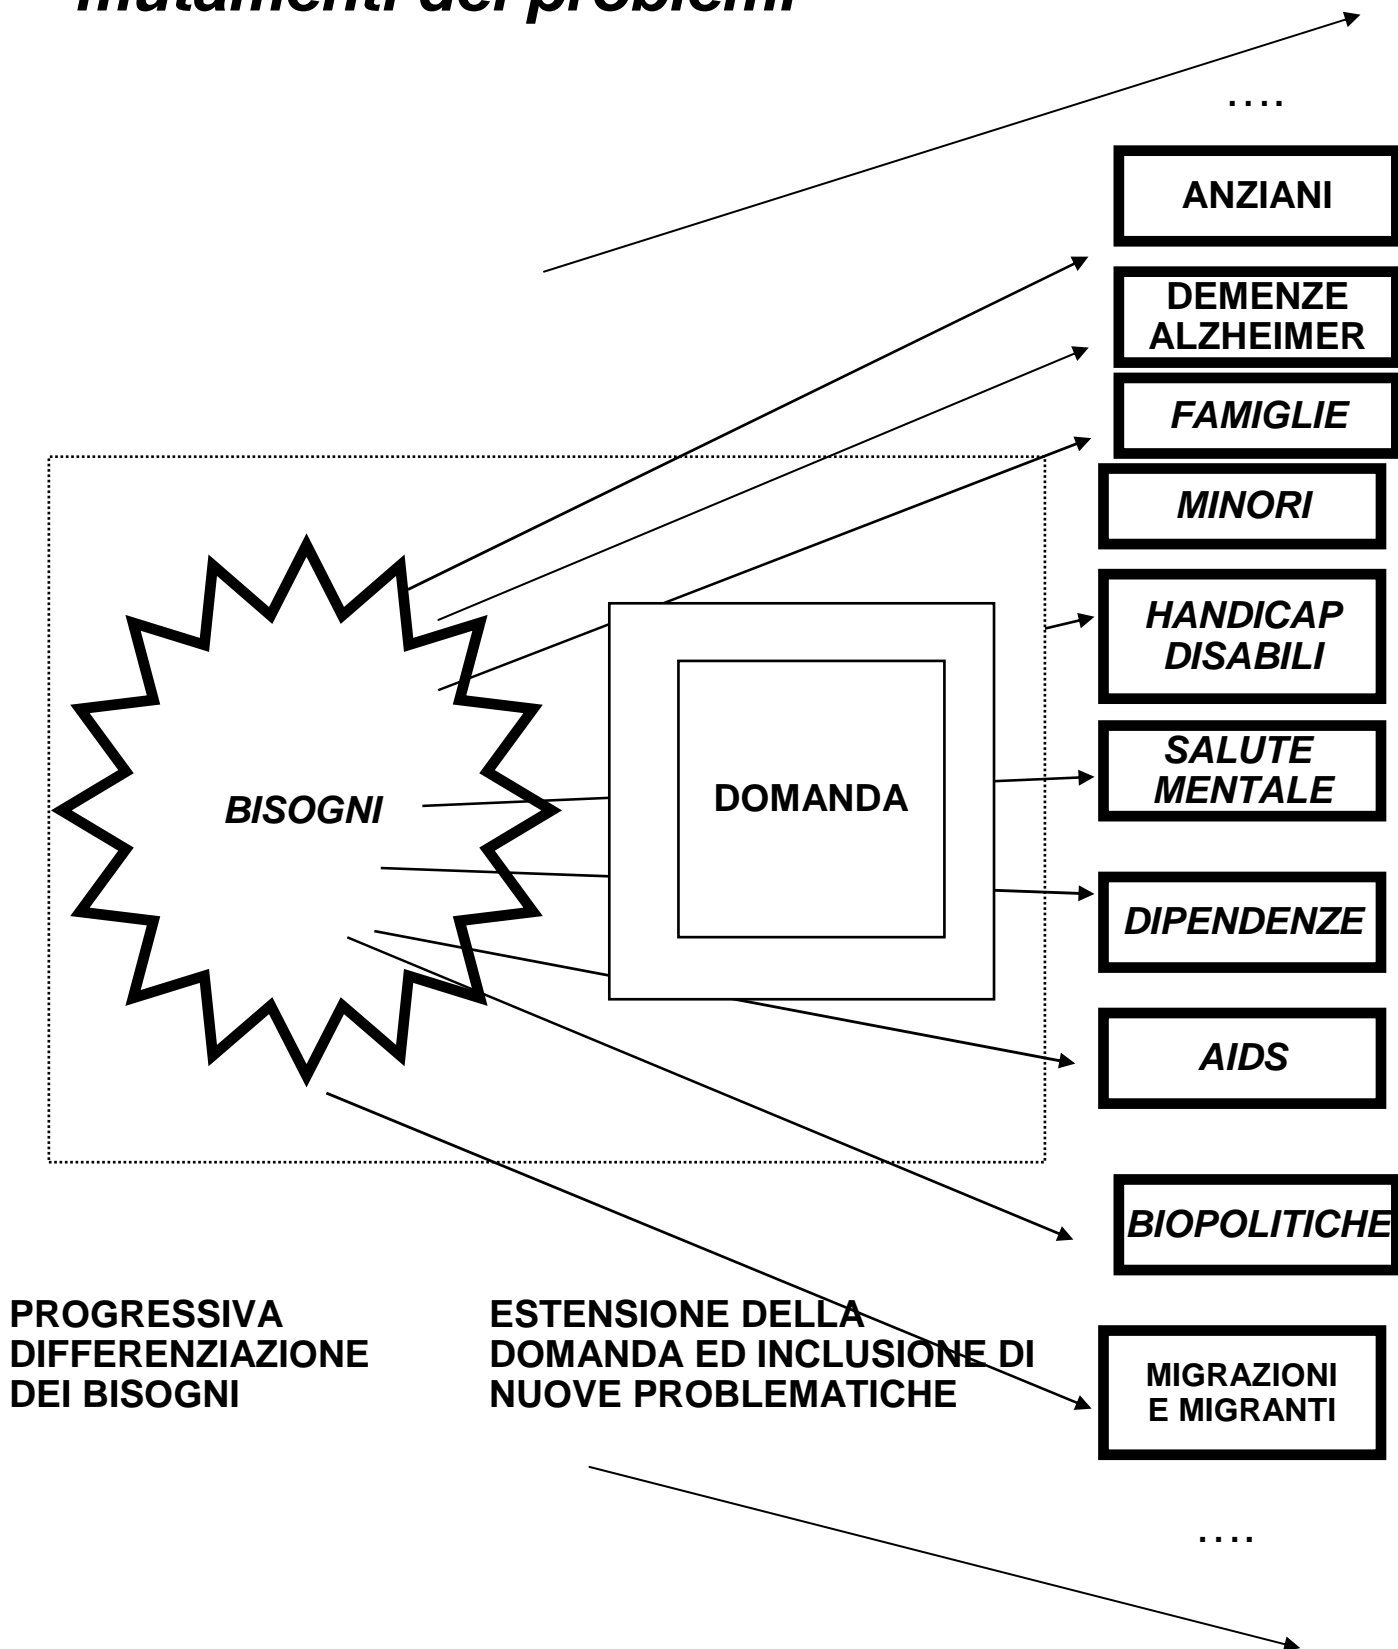 mutamenti dei problemi
….
ANZIANI
DEMENZE
ALZHEIMER
FAMIGLIE
MINORI
HANDICAP
DISABILI
SALUTE
MENTALE
BISOGNI
DOMANDA
DIPENDENZE
AIDS
BIOPOLITICHE
PROGRESSIVA
DIFFERENZIAZIONE
DEI BISOGNI
ESTENSIONE DELLA
DOMANDA ED INCLUSIONE DI
NUOVE PROBLEMATICHE
MIGRAZIONI
E MIGRANTI
….